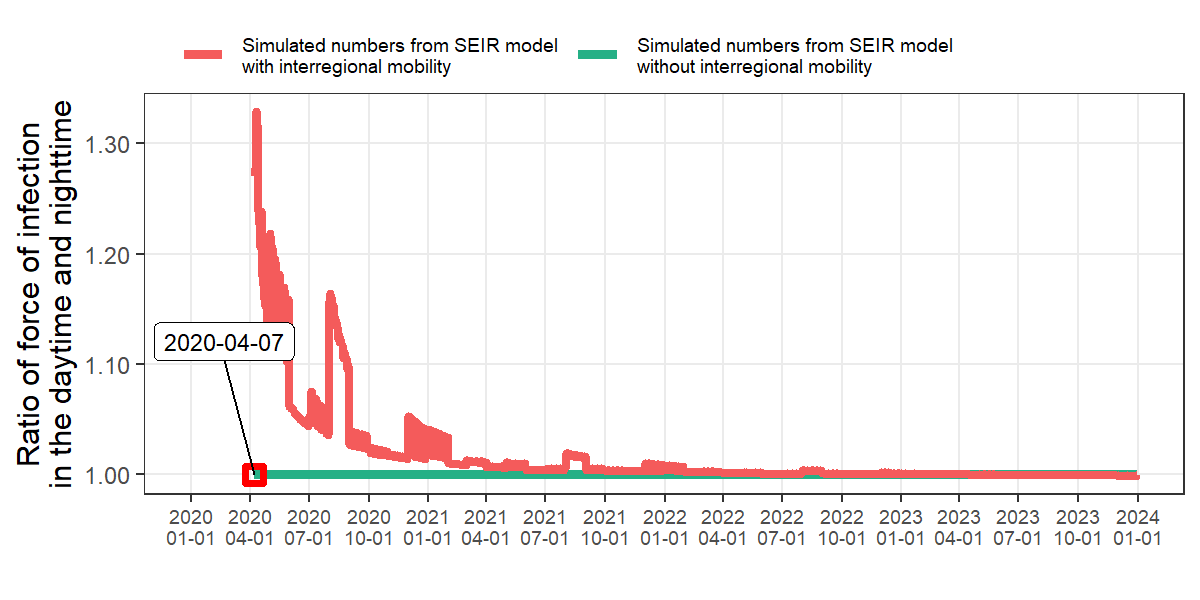 Simulated numbers from SEIR model
with interregional mobility
Simulated numbers from SEIR model
without interregional mobility
Ratio of force of infection
in the daytime and nighttime
1.30
1.20
1.10
1.00
2020-04-07
2020 2020 2020 2020 2021 2021 2021 2021 2022 2022 2022 2022 2023 2023 2023 2023 2024
01-01 04-01 07-01 10-01 01-01 04-01 07-01 10-01 01-01 04-01 07-01 10-01 01-01 04-01 07-01 10-01 01-01